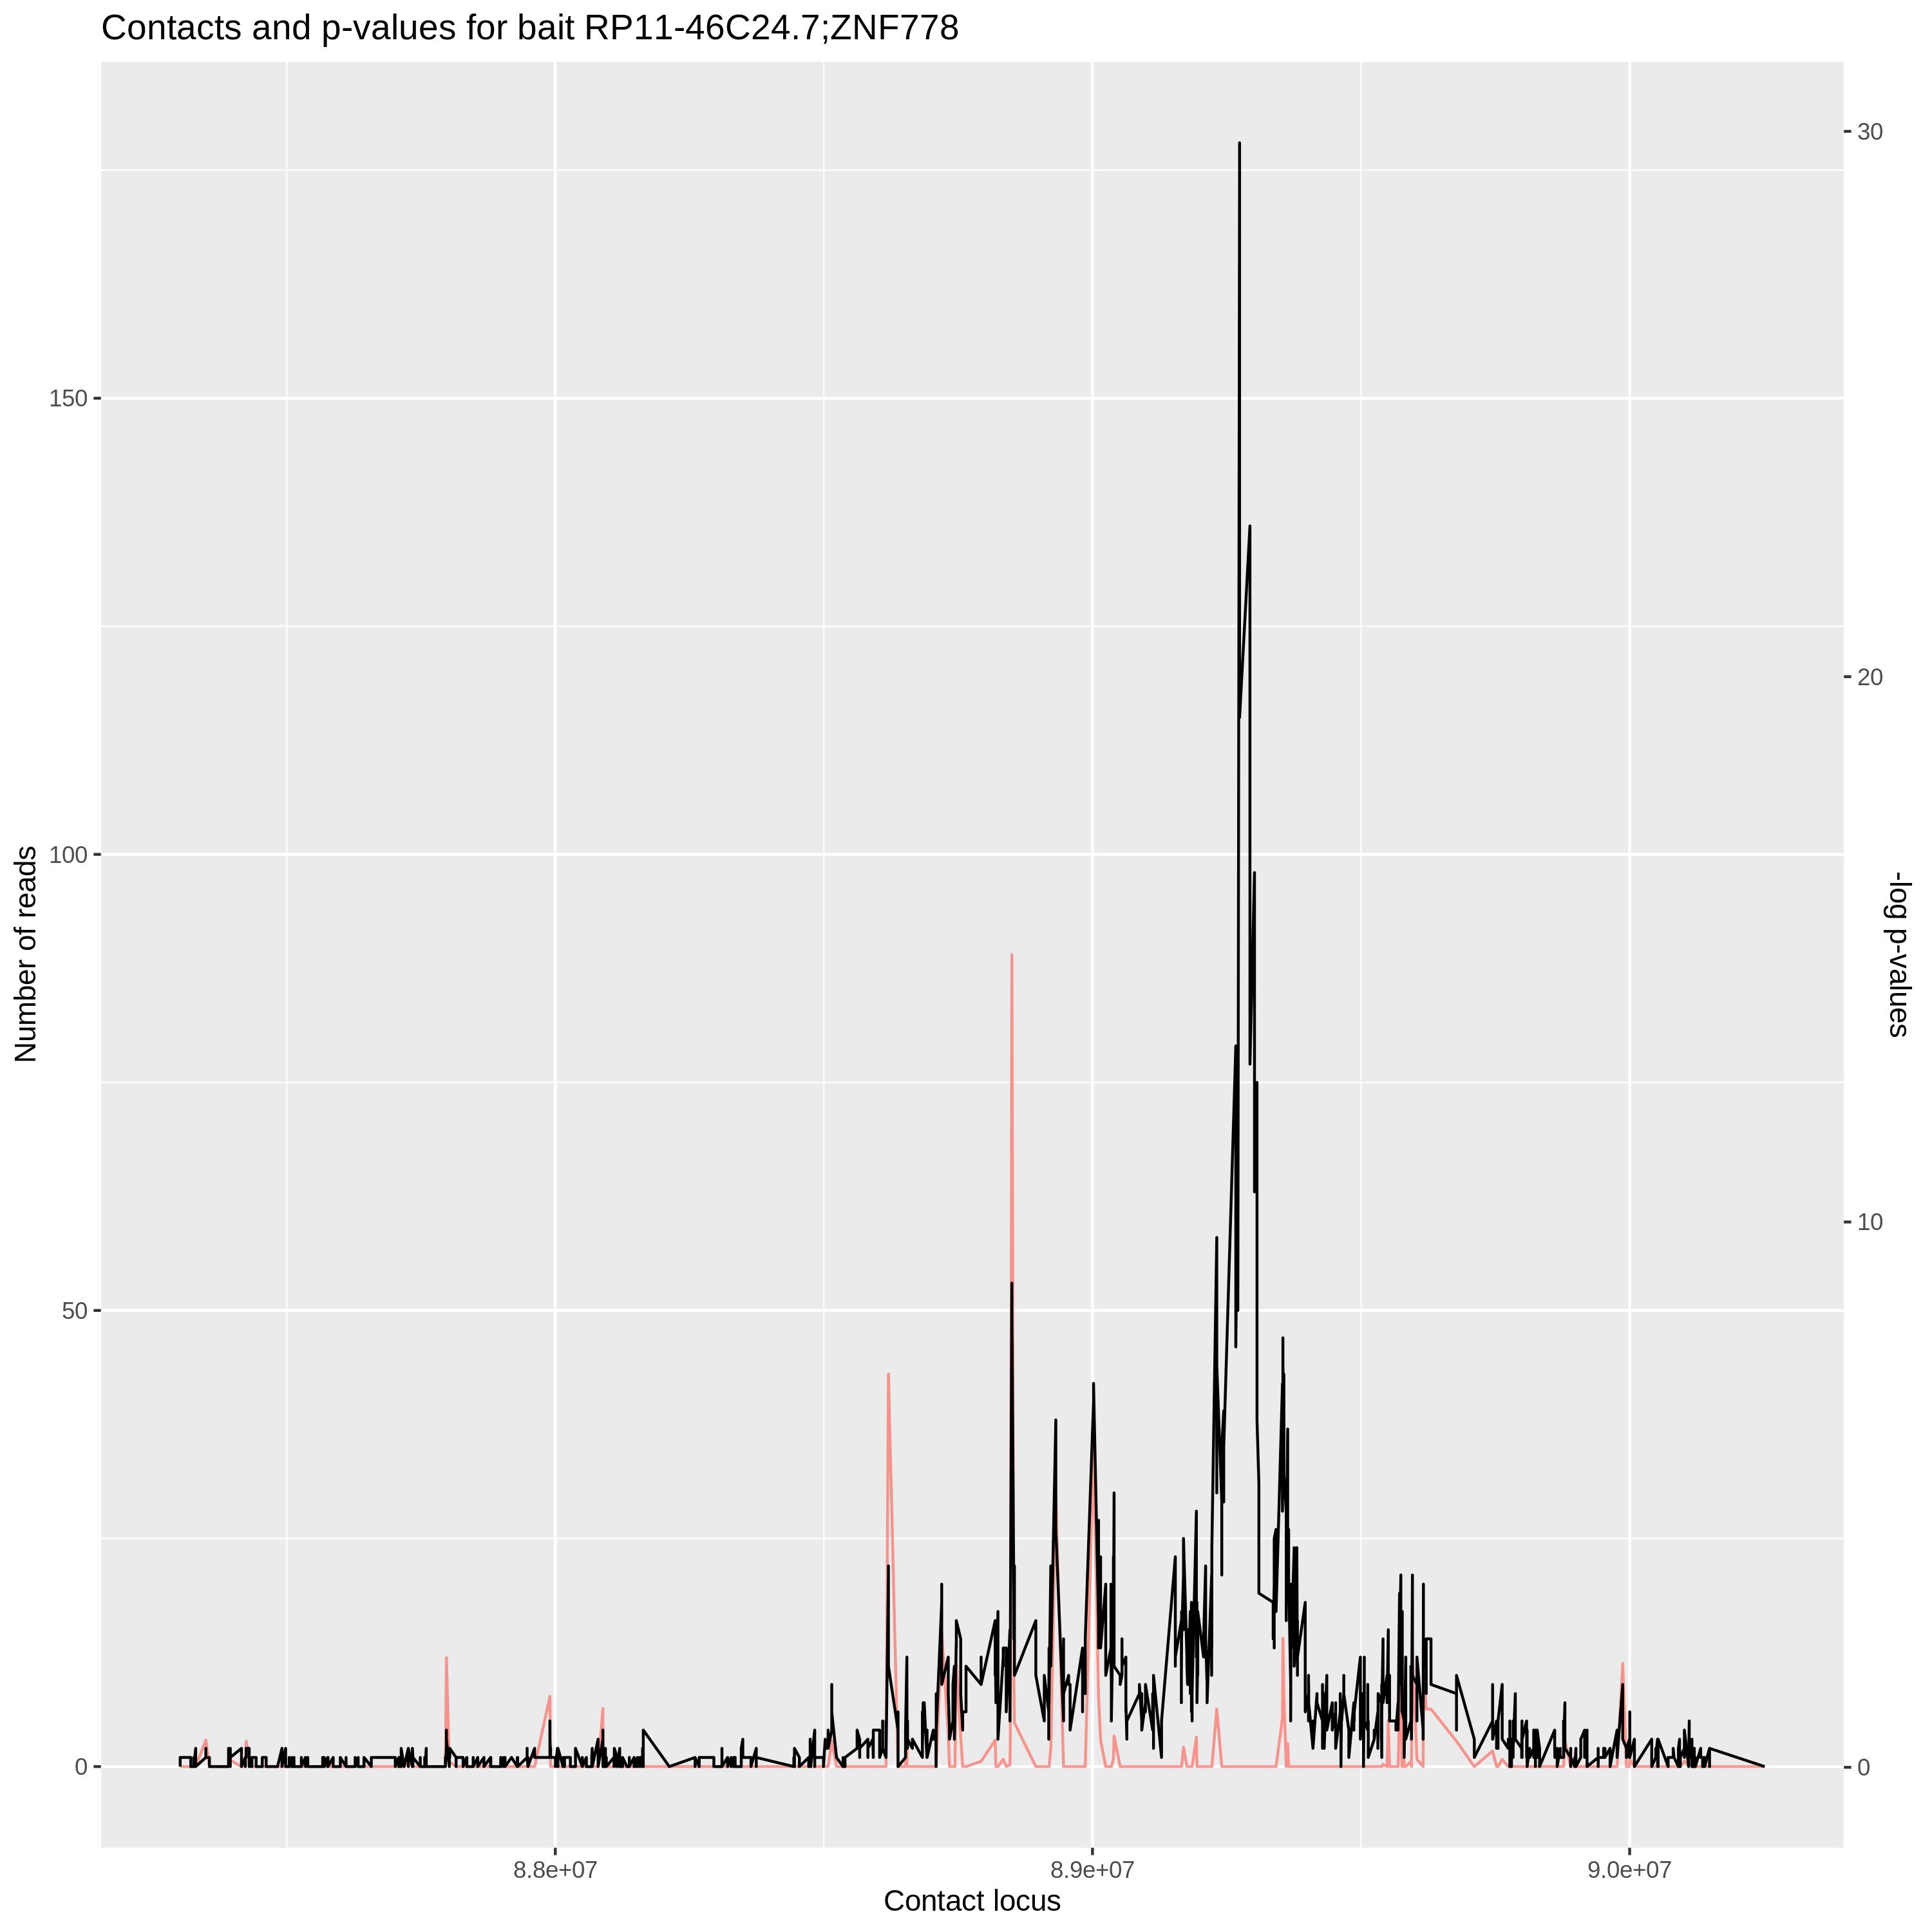 Contacts and p-values for bait RP11-46C24.7;ZNF778
Number of reads
150
100
50
0
30
20
10
0
-log p-values
8.8e+07
8.9e+07
9.0e+07
Contact locus